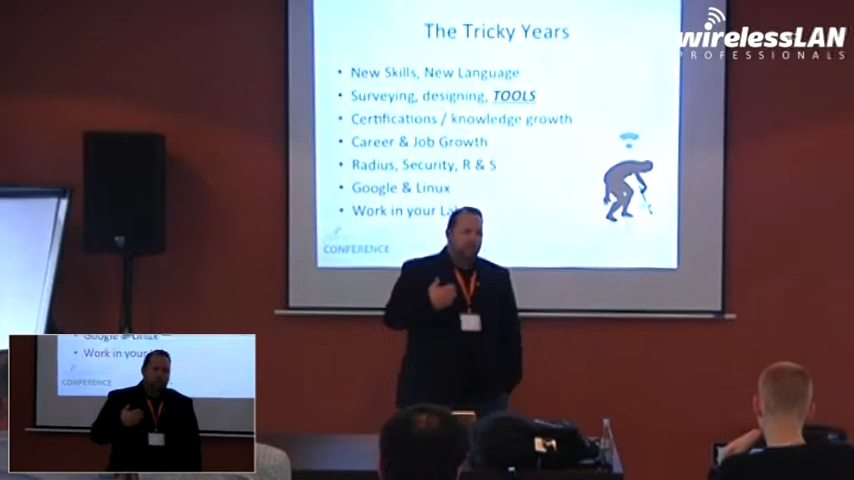 The Tricky Years
wirelessLAN
PROFESSIONALS
• New Skills, New Language
• Surveying, designing, TOOLS
• Certifications / knowledge growth
• Career & Job Growth
• Radius, Security, R & S
• Google & Linux
• Work in your
CONFERENCE
• Google & Linux
• Work in your
CONFERENCE